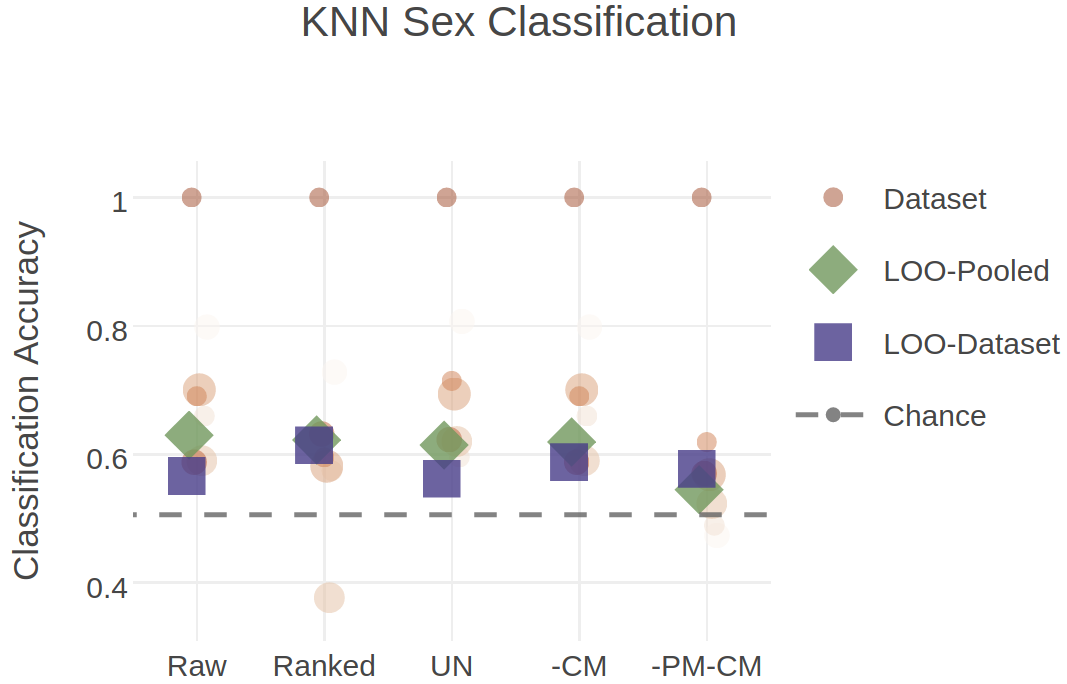 KNN Sex Classification
Classification Accuracy
1
0.8
0.6
0.4
Raw
Ranked
UN
-CM
-PM-CM
Dataset
LOO-Pooled
LOO-Dataset
Chance